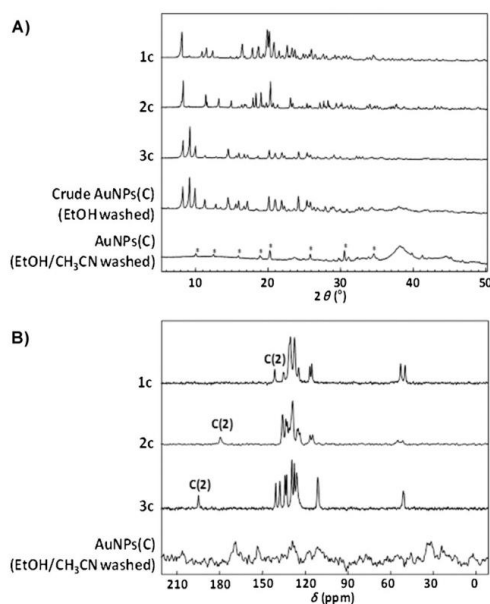 A)
1c
2c
3c
Crude AuNPs(C)
(EtOH washed)
AuNPs(C)
(EtOH/CH₃CN washed)
* * * * * * * *
10 20 30 40 50
2 θ (°)
B)
C(2)
1c
C(2)
2c
C(2)
3c
AuNPs(C)
(EtOH/CH₃CN washed)
210 180 150 120 90 60 30 0
δ (ppm)